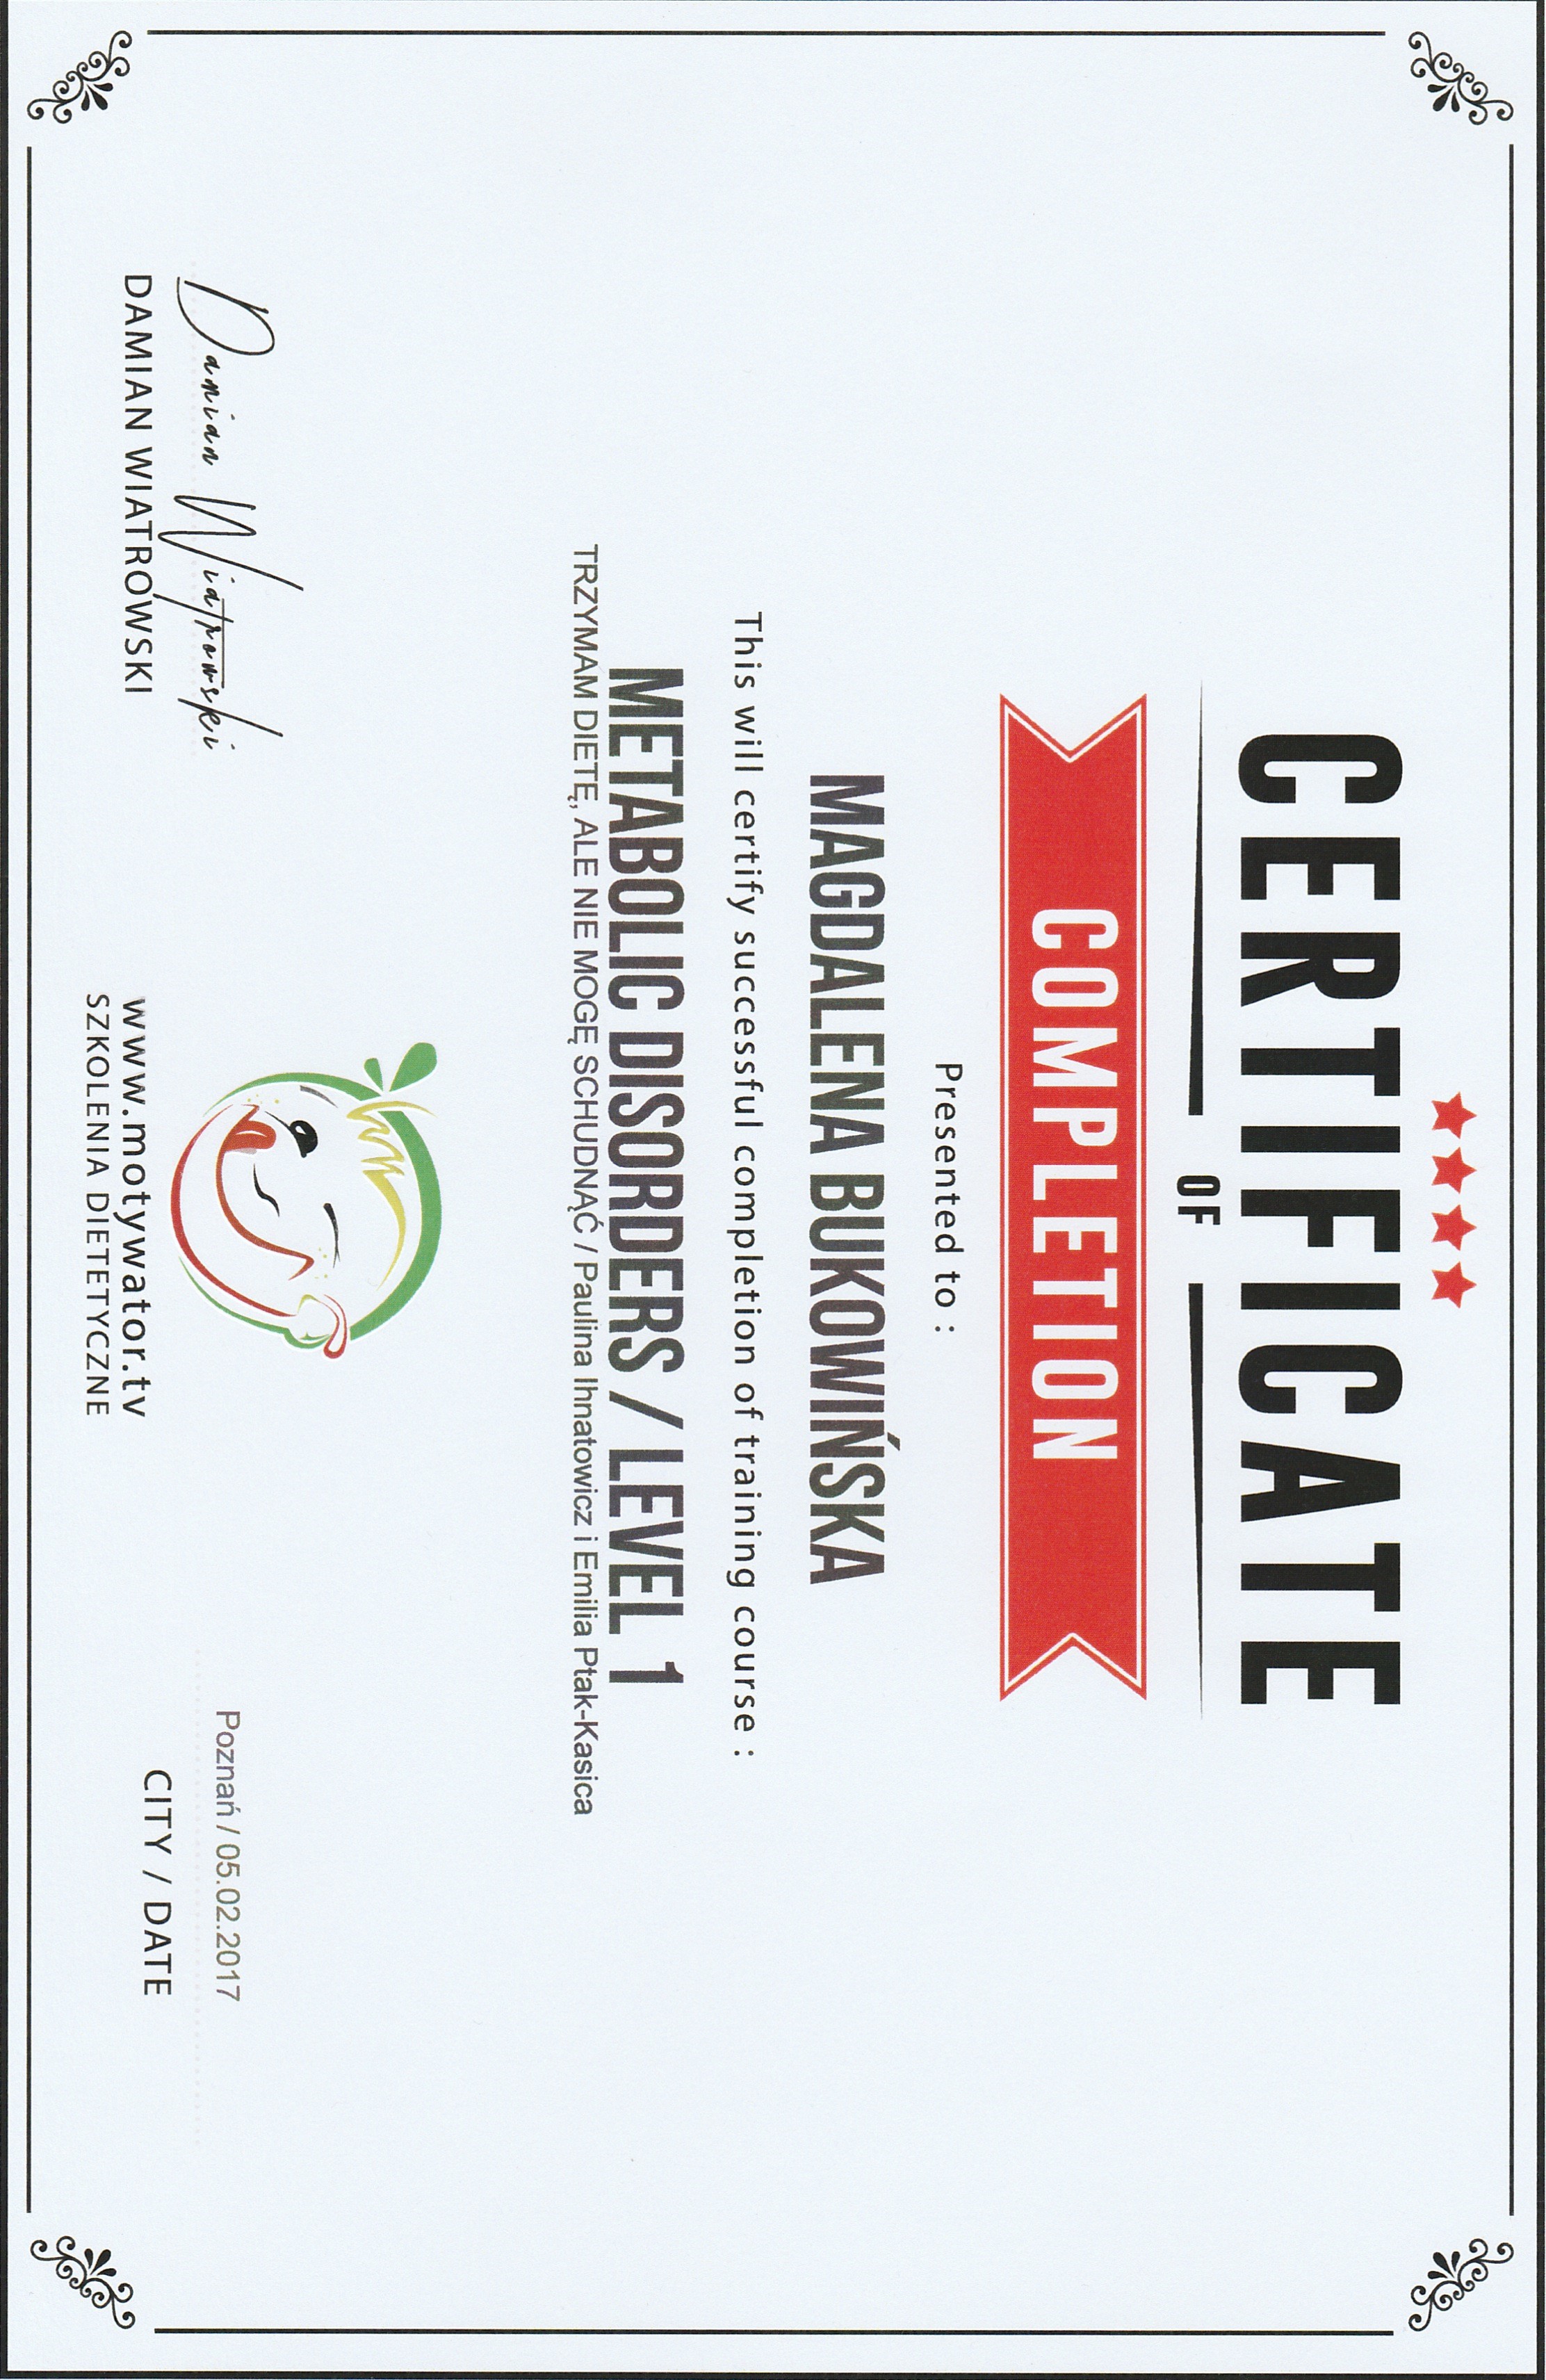 CERTIFICATE
OF
COMPLETION
Presented to :
MAGDALENA BUKOWIŃSKA
This will certify successful completion of training course :
METABOLIC DISORDERS / LEVEL 1
TRZYMAM DIETĘ, ALE NIE MOGĘ SCHUDNĄĆ / Paulina Ihnatowicz i Emilia Ptak-Kasica
Damian Wiatrowski
DAMIAN WIATROWSKI
www.motywator.tv
SZKOLENIA DIETETYCZNE
Poznań / 05.02.2017
CITY / DATE